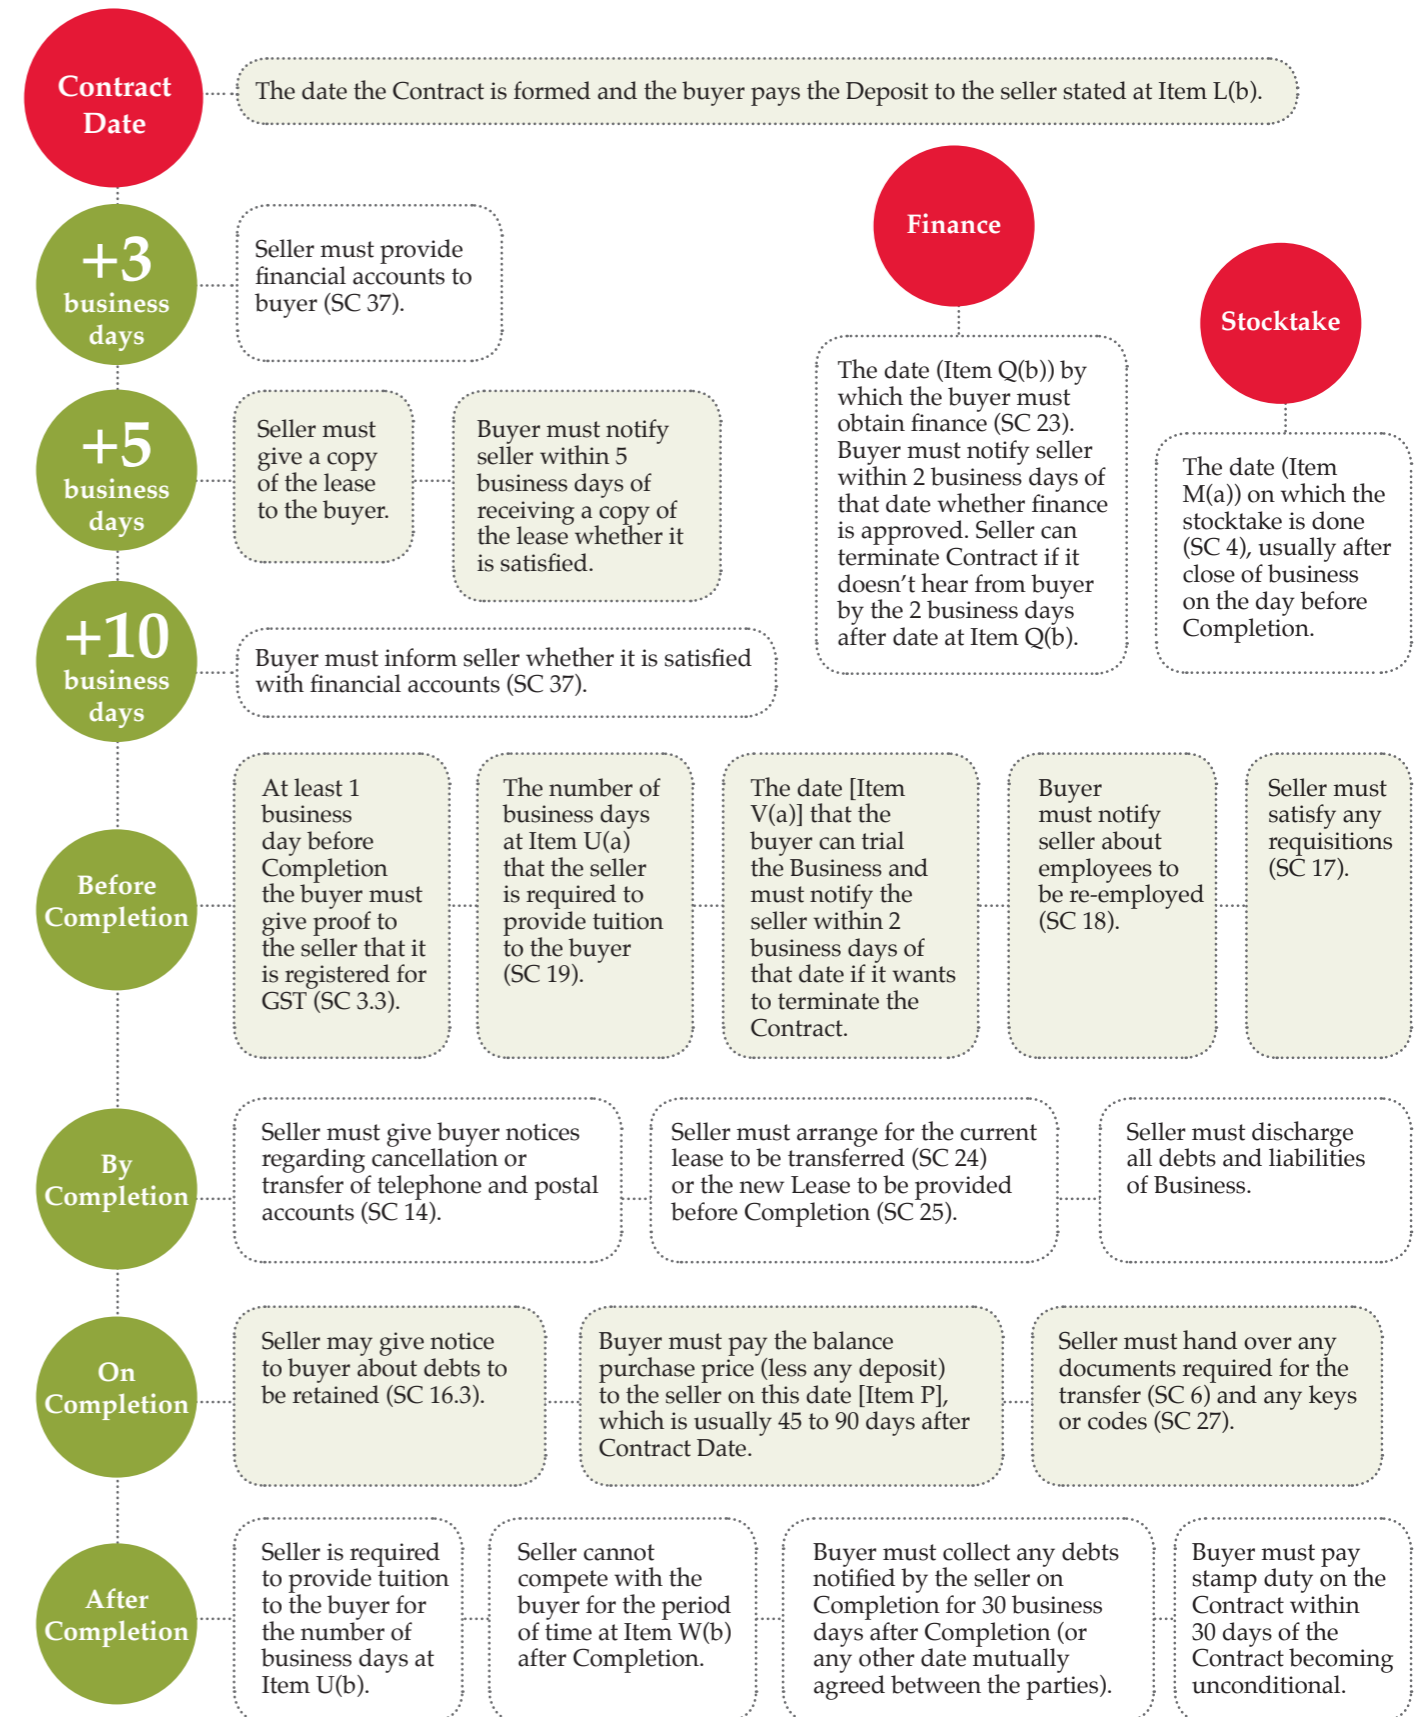 Contract
Date
The date the Contract is formed and the buyer pays the Deposit to the seller stated at Item L(b).
+3
business
days
Seller must provide
financial accounts to
buyer (SC 37).
Finance
The date (Item Q(b)) by
which the buyer must
obtain finance (SC 23).
Buyer must notify seller
within 2 business days of
that date whether finance
is approved. Seller can
terminate Contract if it
doesn't hear from buyer
by the 2 business days
after date at Item Q(b).
Stocktake
The date (Item
M(a)) on which the
stocktake is done
(SC 4), usually after
close of business
on the day before
Completion.
+5
business
days
Seller must
give a copy
of the lease
to the buyer.
Buyer must notify
seller within 5
business days of
receiving a copy of
the lease whether it
is satisfied.
+10
business
days
Buyer must inform seller whether it is satisfied
with financial accounts (SC 37).
Before
Completion
At least 1
business
day before
Completion
the buyer must
give proof to
the seller that it
is registered for
GST (SC 3.3).
The number of
business days
at Item U(a)
that the seller
is required to
provide tuition
to the buyer
(SC 19).
The date [Item
V(a)] that the
buyer can trial
the Business and
must notify the
seller within 2
business days of
that date if it wants
to terminate the
Contract.
Buyer
must notify
seller about
employees to
be re-employed
(SC 18).
Seller must
satisfy any
requisitions
(SC 17).
By
Completion
Seller must give buyer notices
regarding cancellation or
transfer of telephone and postal
accounts (SC 14).
Seller must arrange for the current
lease to be transferred (SC 24)
or the new Lease to be provided
before Completion (SC 25).
Seller must discharge
all debts and liabilities
of Business.
On
Completion
Seller may give notice
to buyer about debts to
be retained (SC 16.3).
Buyer must pay the balance
purchase price (less any deposit)
to the seller on this date [Item P],
which is usually 45 to 90 days after
Contract Date.
Seller must hand over any
documents required for the
transfer (SC 6) and any keys
or codes (SC 27).
After
Completion
Seller is required
to provide tuition
to the buyer for
the number of
business days at
Item U(b).
Seller cannot
compete with the
buyer for the period
of time at Item W(b)
after Completion.
Buyer must collect any debts
notified by the seller on
Completion for 30 business
days after Completion (or
any other date mutually
agreed between the parties).
Buyer must pay
stamp duty on the
Contract within
30 days of the
Contract becoming
unconditional.